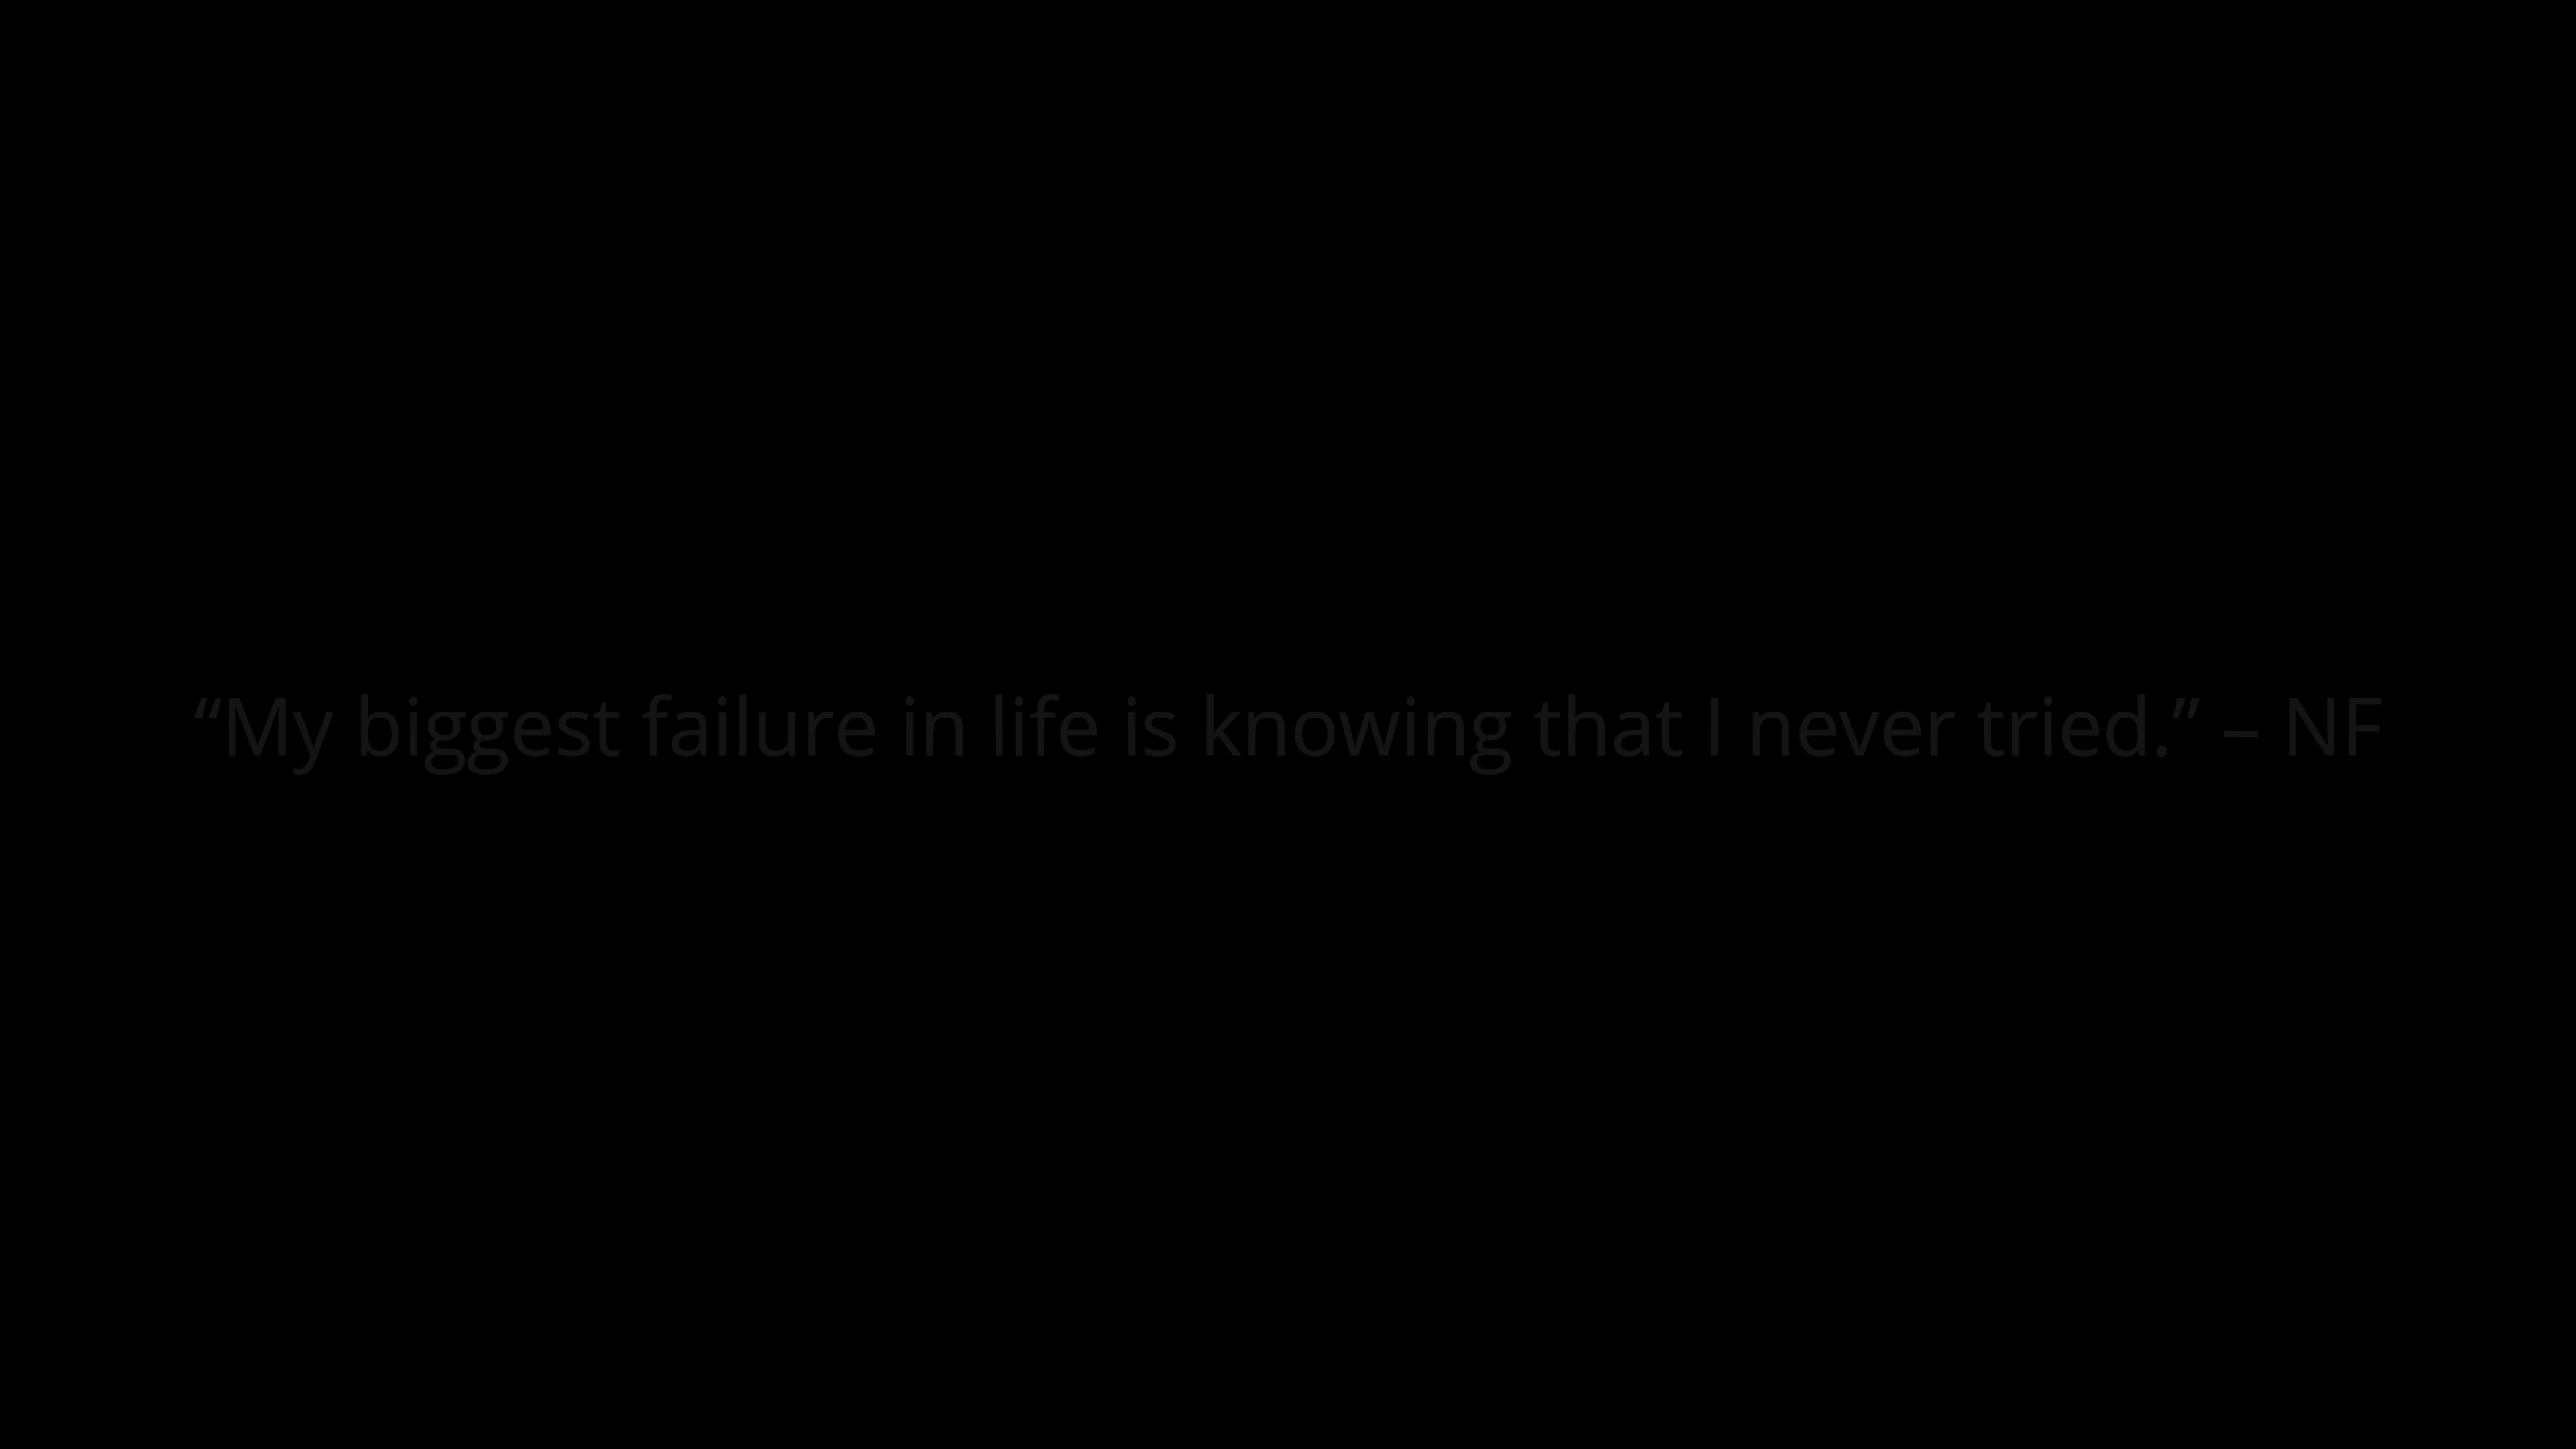 “My biggest failure in life is knowing that I never tried.” – NF